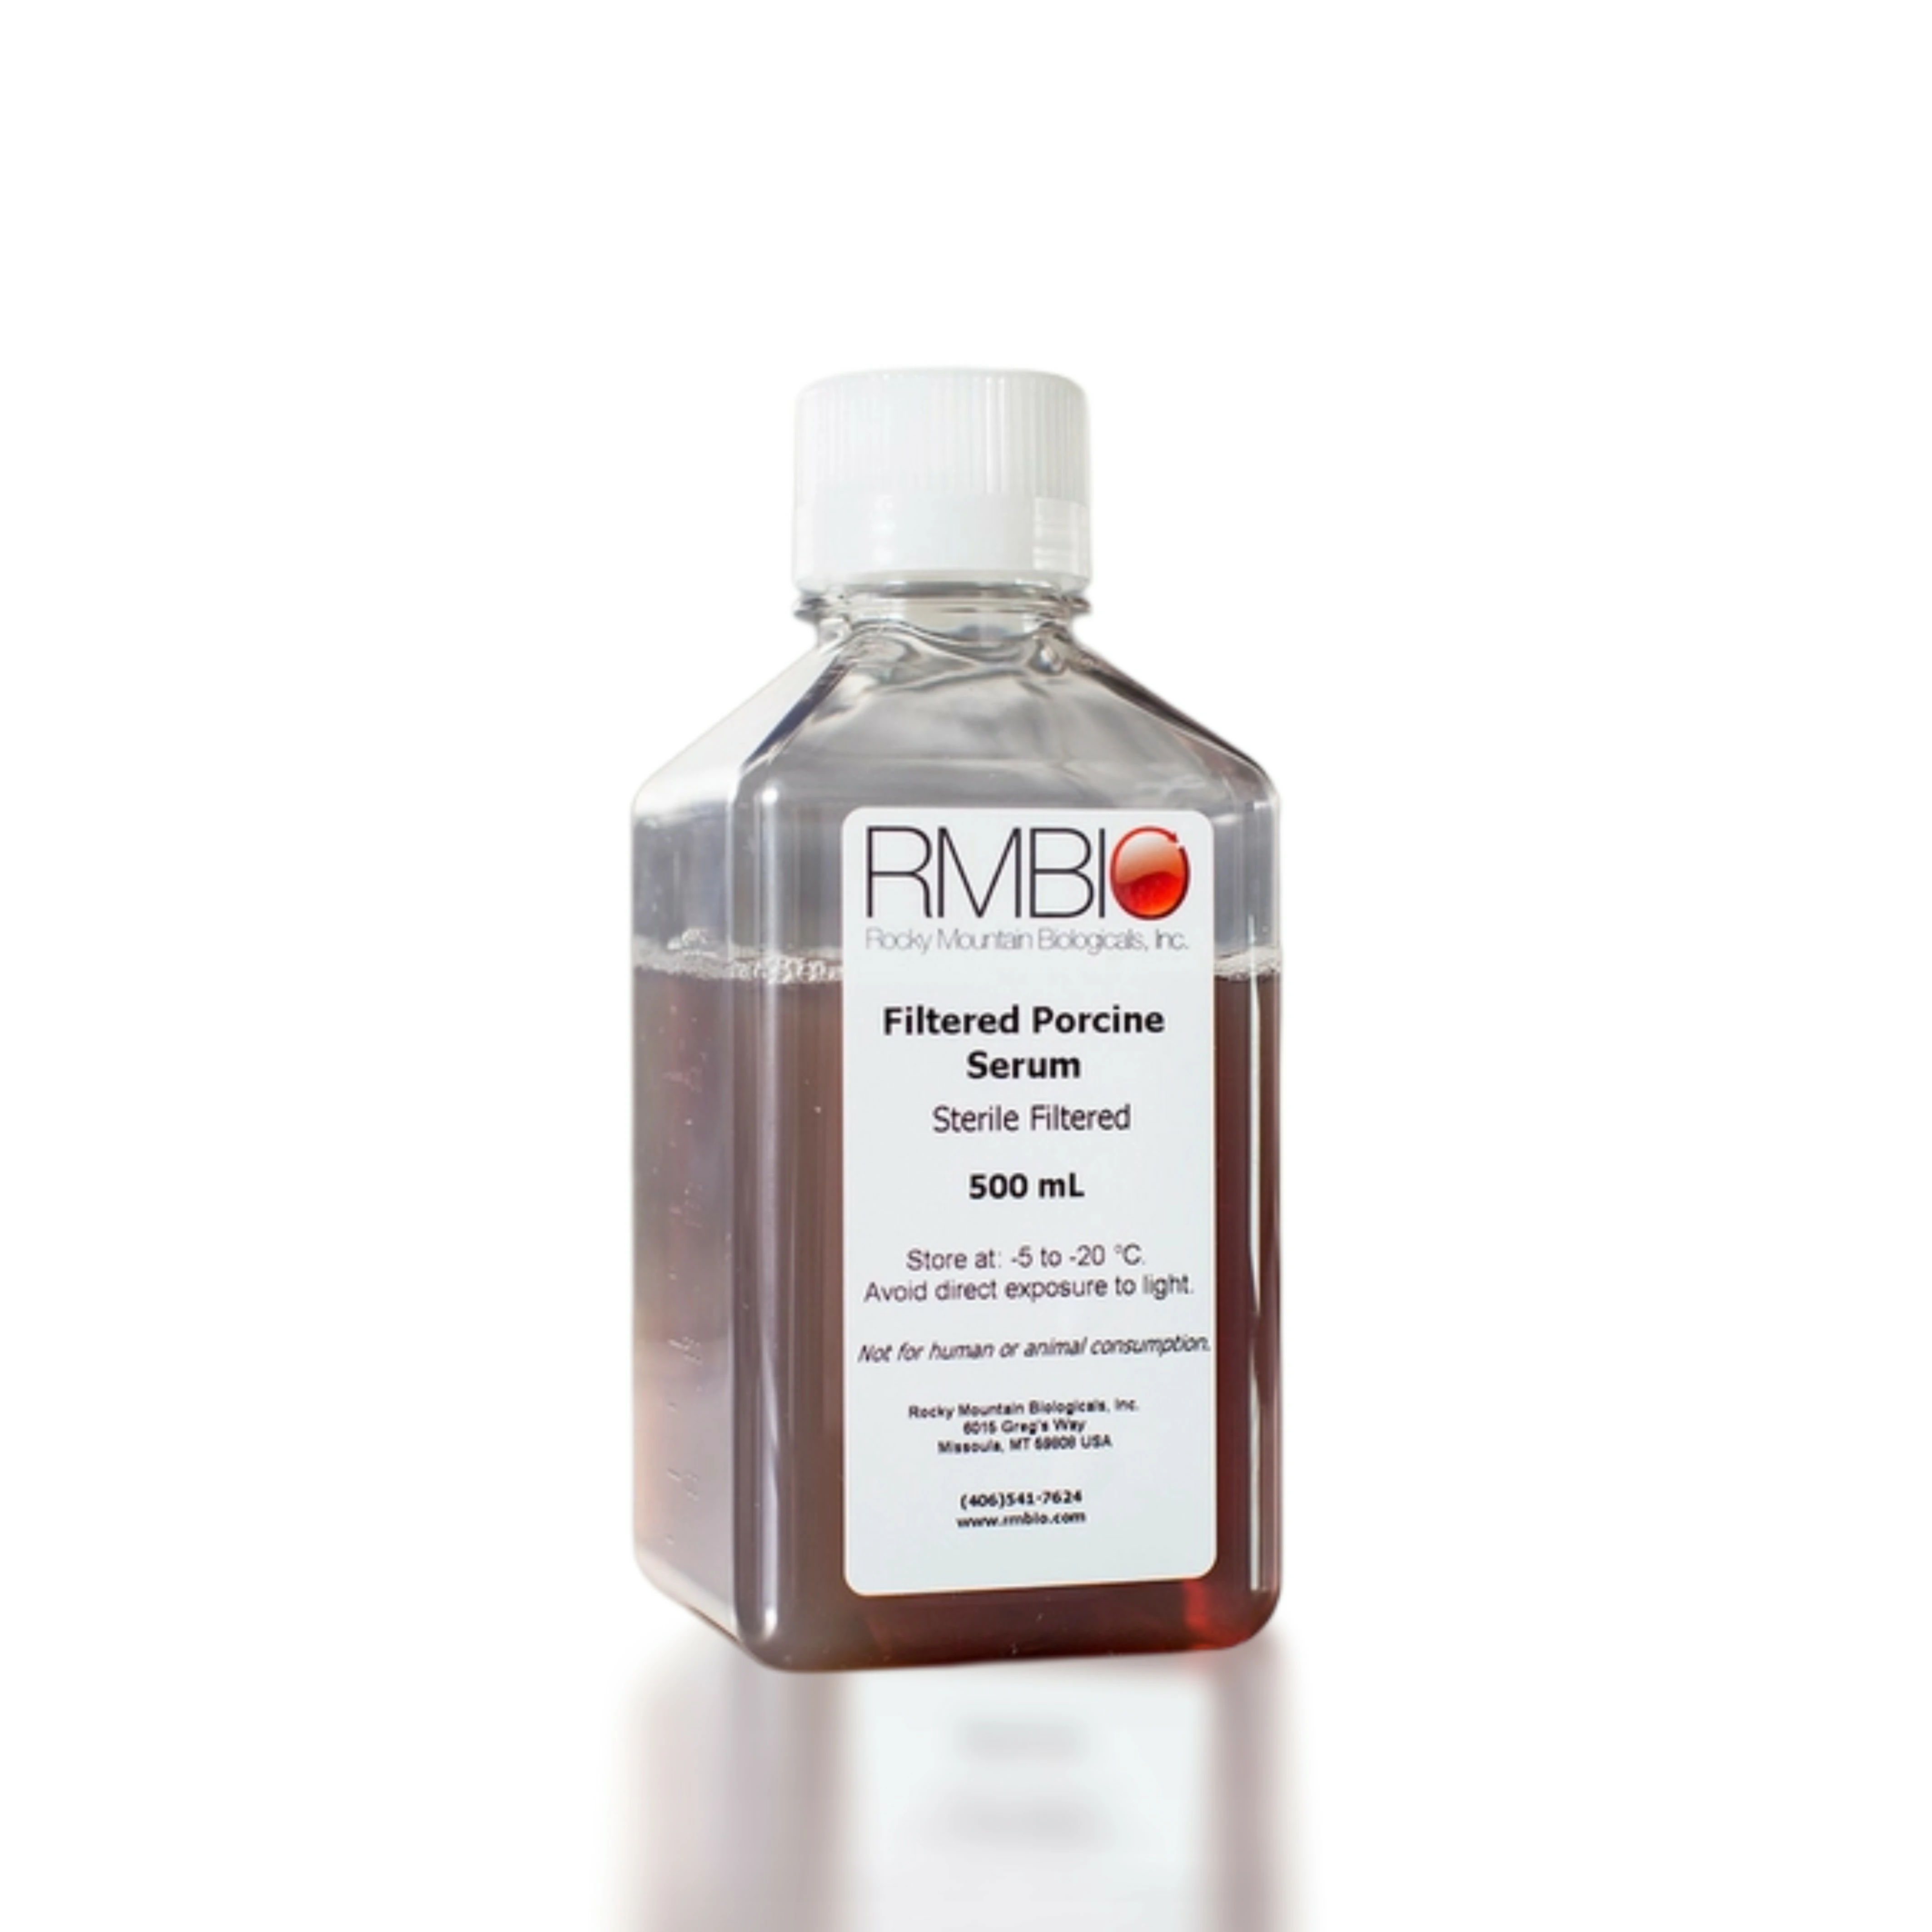 RMBIO
Rocky Mountain Biologicals, Inc.
Filtered Porcine
Serum
Sterile Filtered
500 mL
Store at: -5 to -20 °C.
Avoid direct exposure to light.
Not for human or animal consumption.
Rocky Mountain Biologicals, Inc.
6015 Greg's Way
Missoula, MT 59808 USA
(406)541-7624
www.rmbio.com